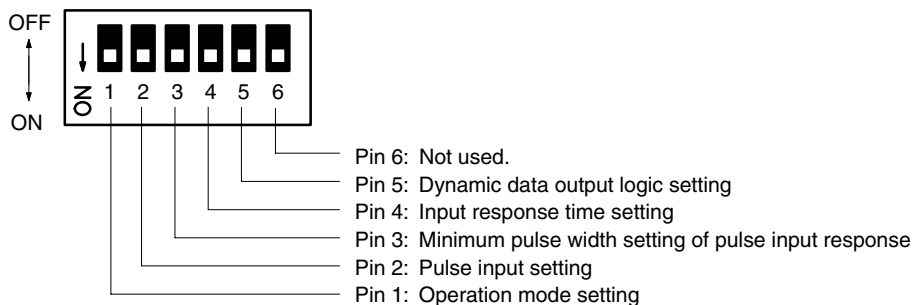 OFF
ON
ON
1 2 3 4 5 6
Pin 6: Not used.
Pin 5: Dynamic data output logic setting
Pin 4: Input response time setting
Pin 3: Minimum pulse width setting of pulse input response
Pin 2: Pulse input setting
Pin 1: Operation mode setting